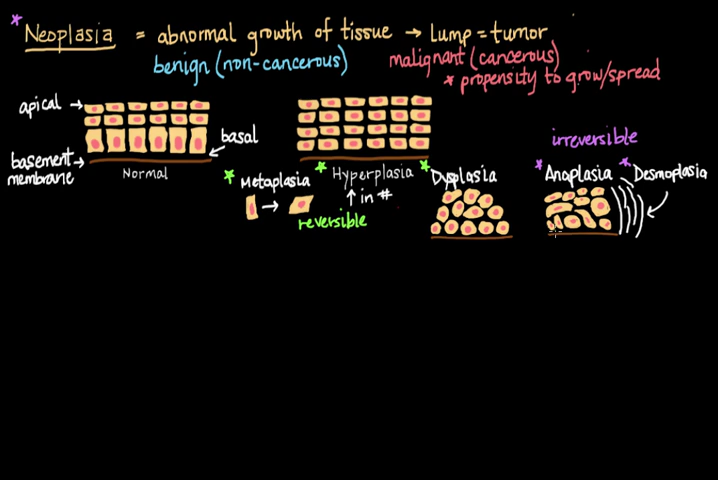 * Neoplasia = abnormal growth of tissue → Lump = tumor
benign (non-cancerous) malignant (cancerous)
* propensity to grow/spread
apical →
basal
irreversible
basement membrane →
Normal
* Metaplasia
* Hyperplasia
* Dysplasia
* Anaplasia
* Desmoplasia
→
↑ in #
reversible